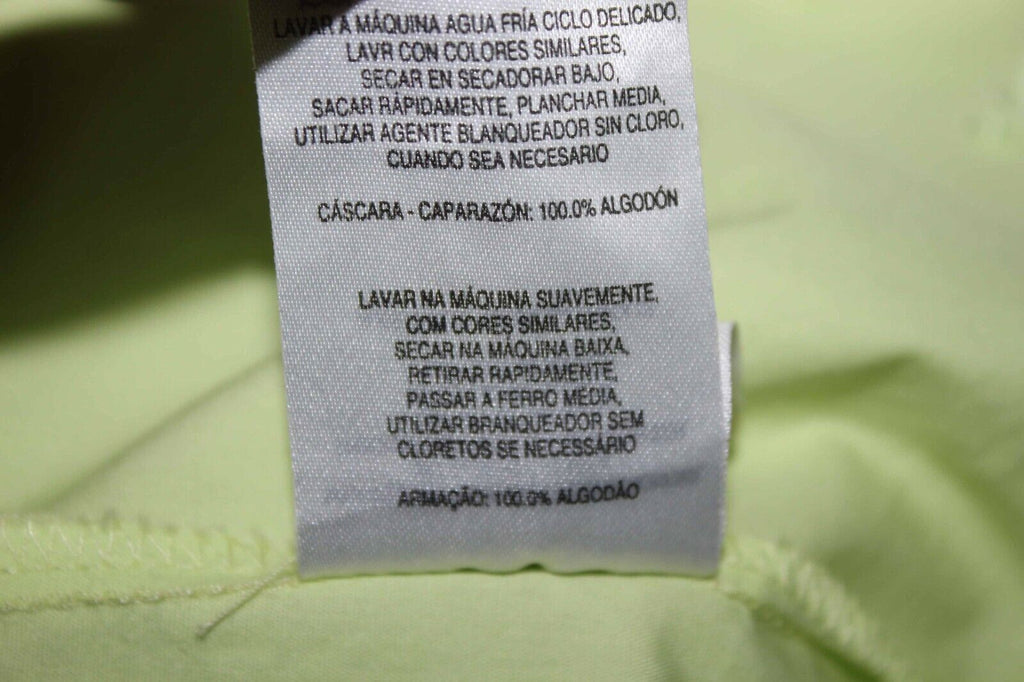 LAVAR A MÁQUINA AGUA FRÍA CICLO DELICADO,
LAVR CON COLORES SIMILARES,
SECAR EN SECADORAR BAJO,
SACAR RÁPIDAMENTE, PLANCHAR MEDIA,
UTILIZAR AGENTE BLANQUEADOR SIN CLORO,
CUANDO SEA NECESARIO
CÁSCARA - CAPARAZÓN: 100.0% ALGODÓN
LAVAR NA MÁQUINA SUAVEMENTE,
COM CORES SIMILARES,
SECAR NA MÁQUINA BAIXA,
RETIRAR RAPIDAMENTE,
PASSAR A FERRO MÉDIA,
UTILIZAR BRANQUEADOR SEM
CLORETOS SE NECESSÁRIO
ARMAÇÃO: 100.0% ALGODÃO